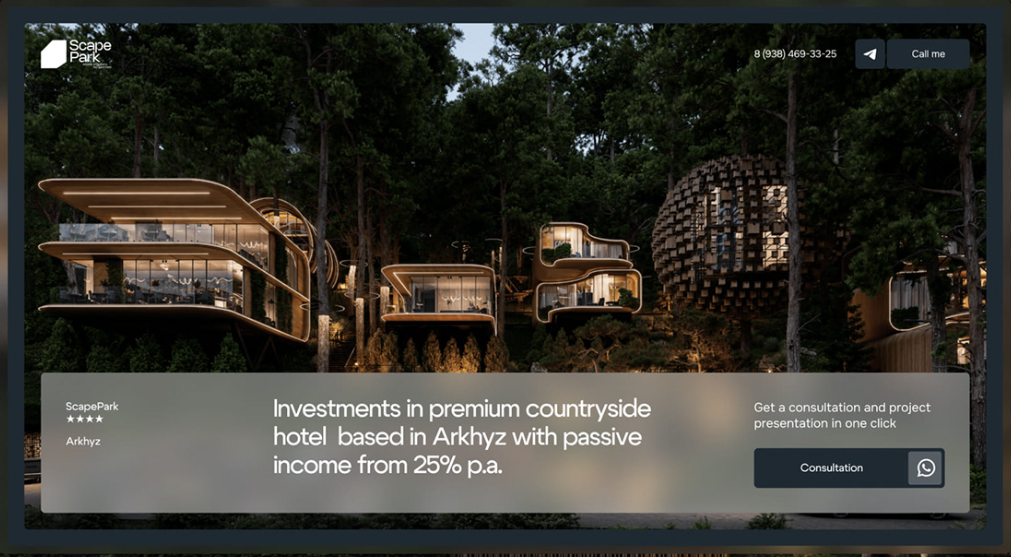 Scape
Park
8 (938) 469-33-25
Call me
ScapePark
Arkhyz
Investments in premium countryside
hotel based in Arkhyz with passive
income from 25% p.a.
Get a consultation and project
presentation in one click
Consultation